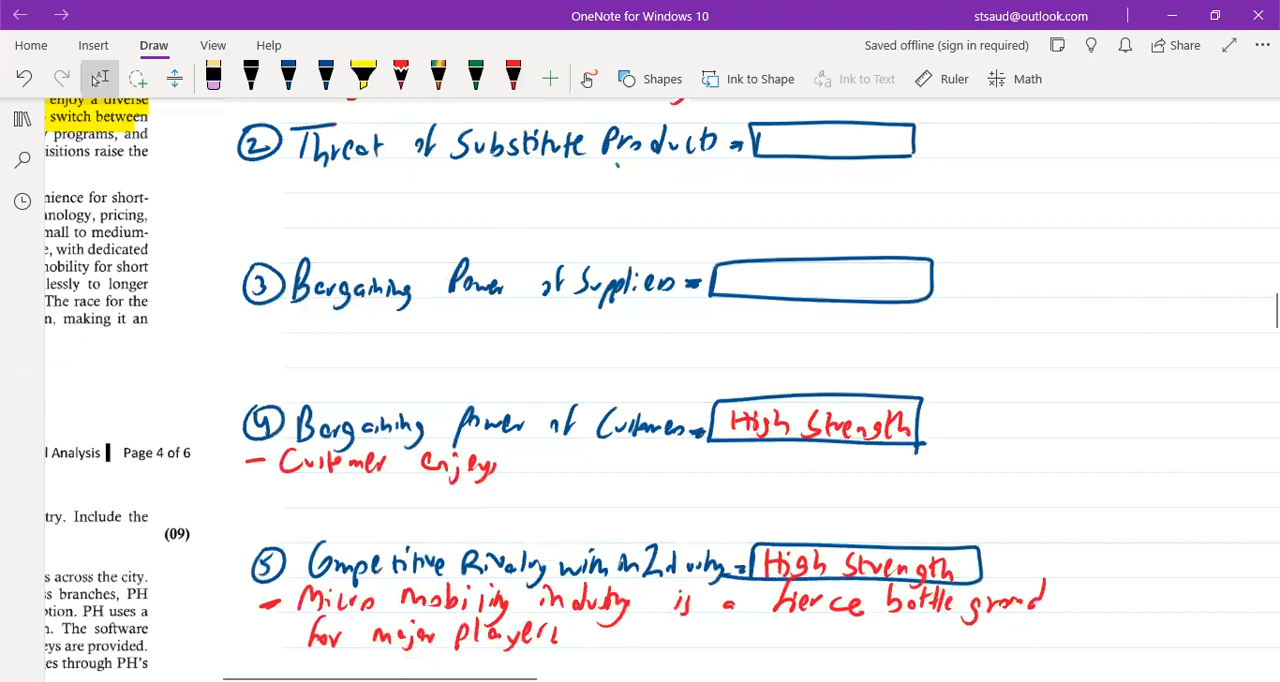 OneNote for Windows 10
stsaud@outlook.com
Home Insert Draw View Help
Saved offline (sign in required) Share
Shapes Ink to Shape Ink to Text Ruler Math
enjoy a diverse
switch between
programs, and
isitions raise the
nience for short-
nology, pricing,
mall to medium-
e, with dedicated
nobility for short
lessly to longer
The race for the
n, making it an
l Analysis Page 4 of 6
try. Include the
(09)
s across the city.
s branches, PH
ption. PH uses a
n. The software
eys are provided.
es through PH's
② Threat of Substitute Products =
③ Bargaining Power of Suppliers =
④ Bargaining power of Customers = High Strength
- Customer enjoys
⑤ Competitive Rivalry within Industry = High Strength
- Micro mobility industry is a fierce battle ground
for major players